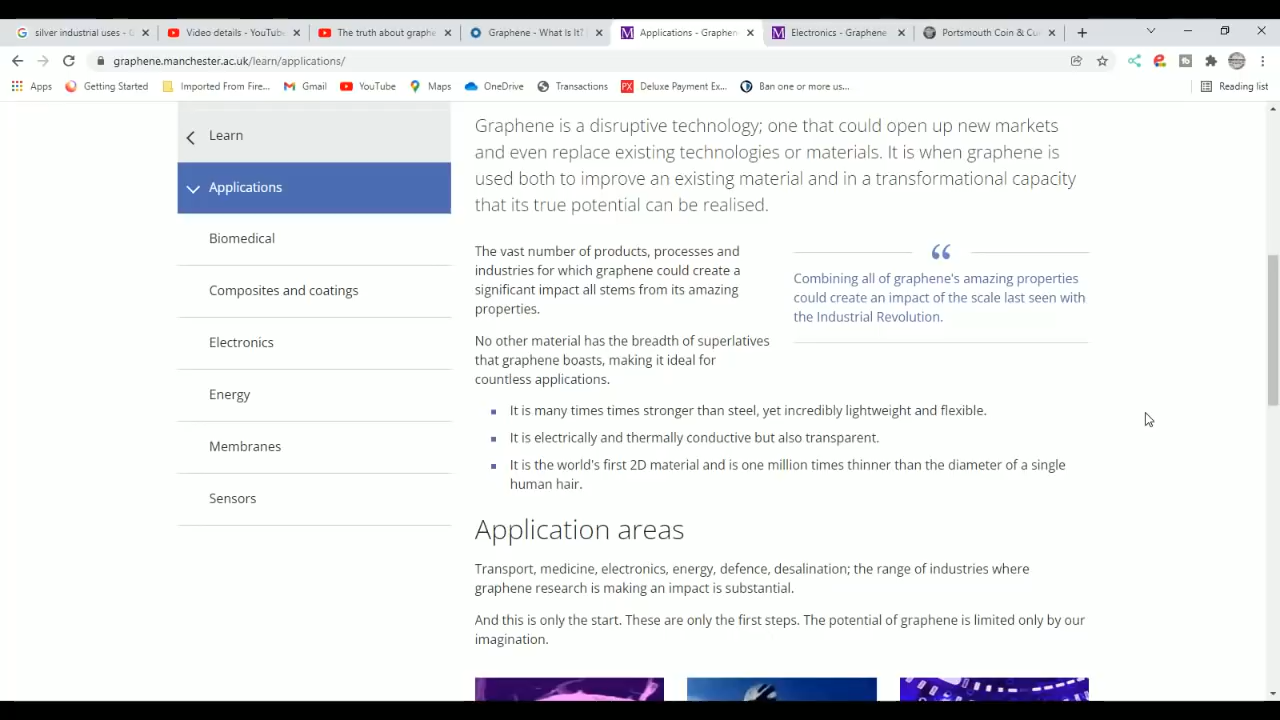 silver industrial uses - G
Video details - YouTube
The truth about graphe
Graphene - What Is It?
Applications - Graphen
Electronics - Graphene
Portsmouth Coin & Cu
graphene.manchester.ac.uk/learn/applications/
Apps
Getting Started
Imported From Fire...
Gmail
YouTube
Maps
OneDrive
Transactions
PX
Deluxe Payment Ex...
Ban one or more us...
Reading list
Learn
Applications
Biomedical
Composites and coatings
Electronics
Energy
Membranes
Sensors
Graphene is a disruptive technology; one that could open up new markets
and even replace existing technologies or materials. It is when graphene is
used both to improve an existing material and in a transformational capacity
that its true potential can be realised.
The vast number of products, processes and
industries for which graphene could create a
significant impact all stems from its amazing
properties.
No other material has the breadth of superlatives
that graphene boasts, making it ideal for
countless applications.
“
Combining all of graphene's amazing properties
could create an impact of the scale last seen with
the Industrial Revolution.
It is many times times stronger than steel, yet incredibly lightweight and flexible.
It is electrically and thermally conductive but also transparent.
It is the world's first 2D material and is one million times thinner than the diameter of a single
human hair.
Application areas
Transport, medicine, electronics, energy, defence, desalination; the range of industries where
graphene research is making an impact is substantial.
And this is only the start. These are only the first steps. The potential of graphene is limited only by our
imagination.